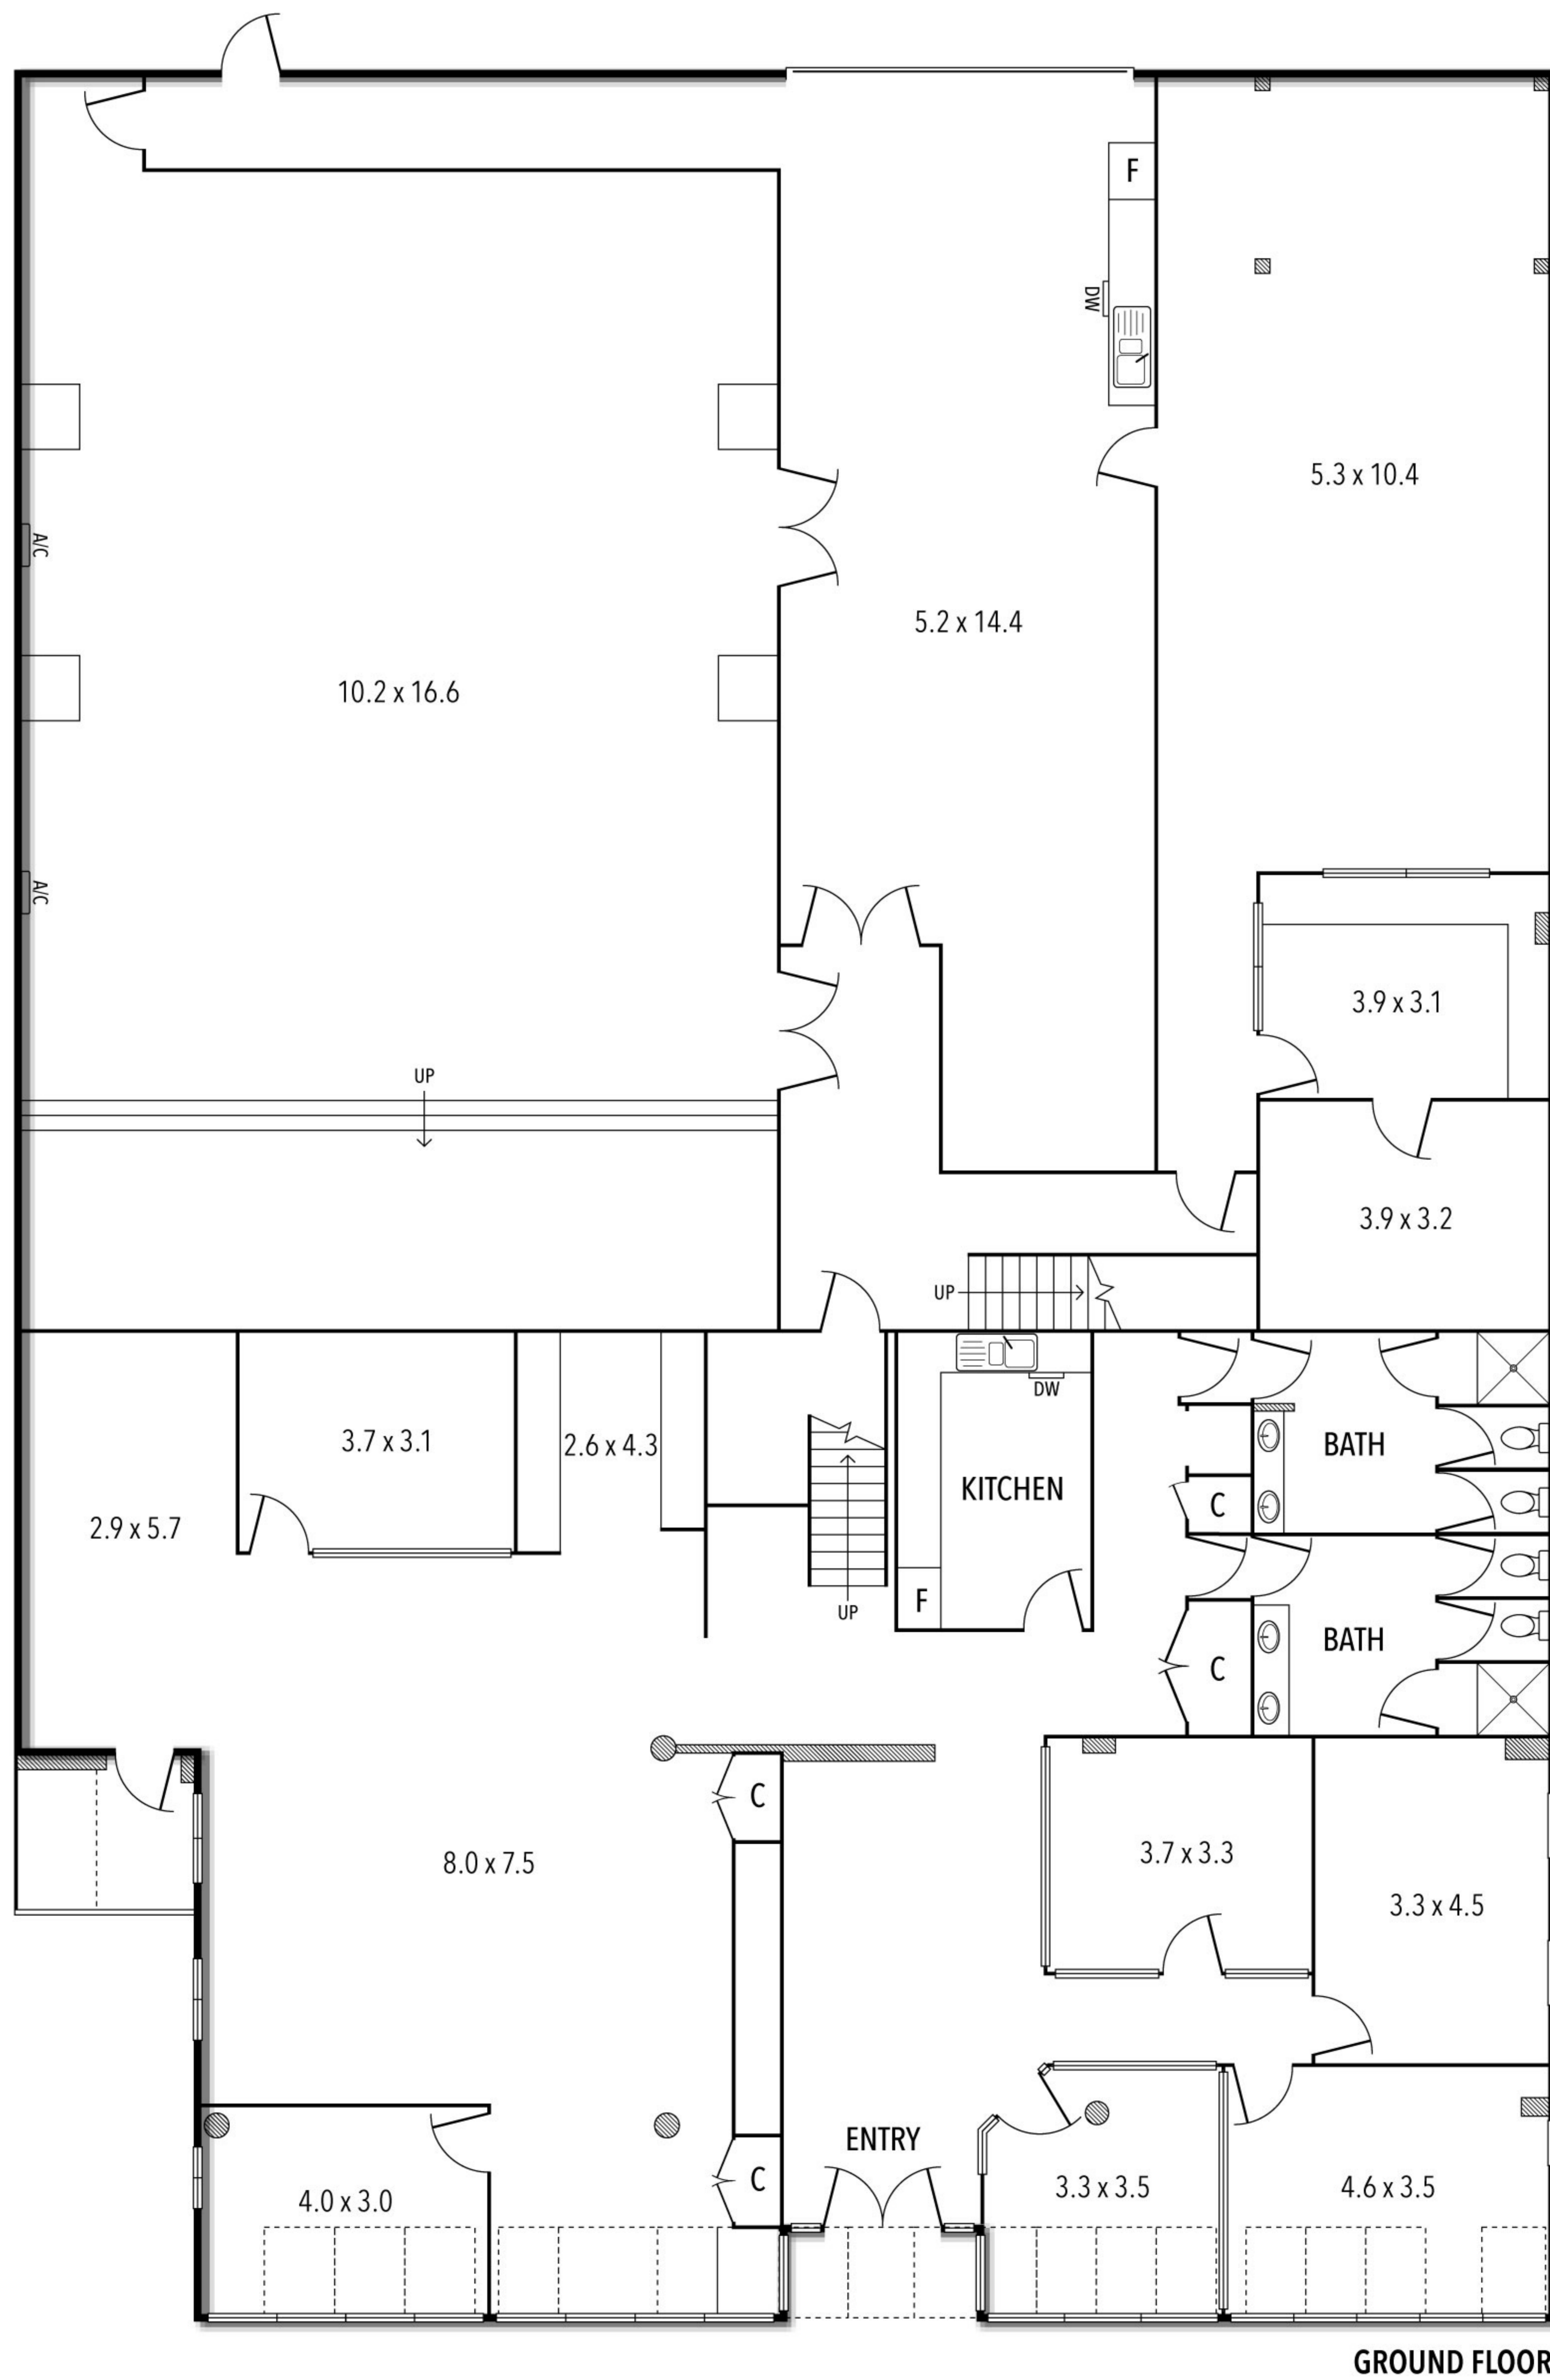 F
DW
5.3 x 10.4
A/C
5.2 x 14.4
10.2 x 16.6
A/C
3.9 x 3.1
UP
3.9 x 3.2
UP
DW
3.7 x 3.1
2.6 x 4.3
BATH
KITCHEN
C
2.9 x 5.7
F
UP
BATH
C
C
3.7 x 3.3
8.0 x 7.5
3.3 x 4.5
ENTRY
C
3.3 x 3.5
4.6 x 3.5
4.0 x 3.0
GROUND FLOOR